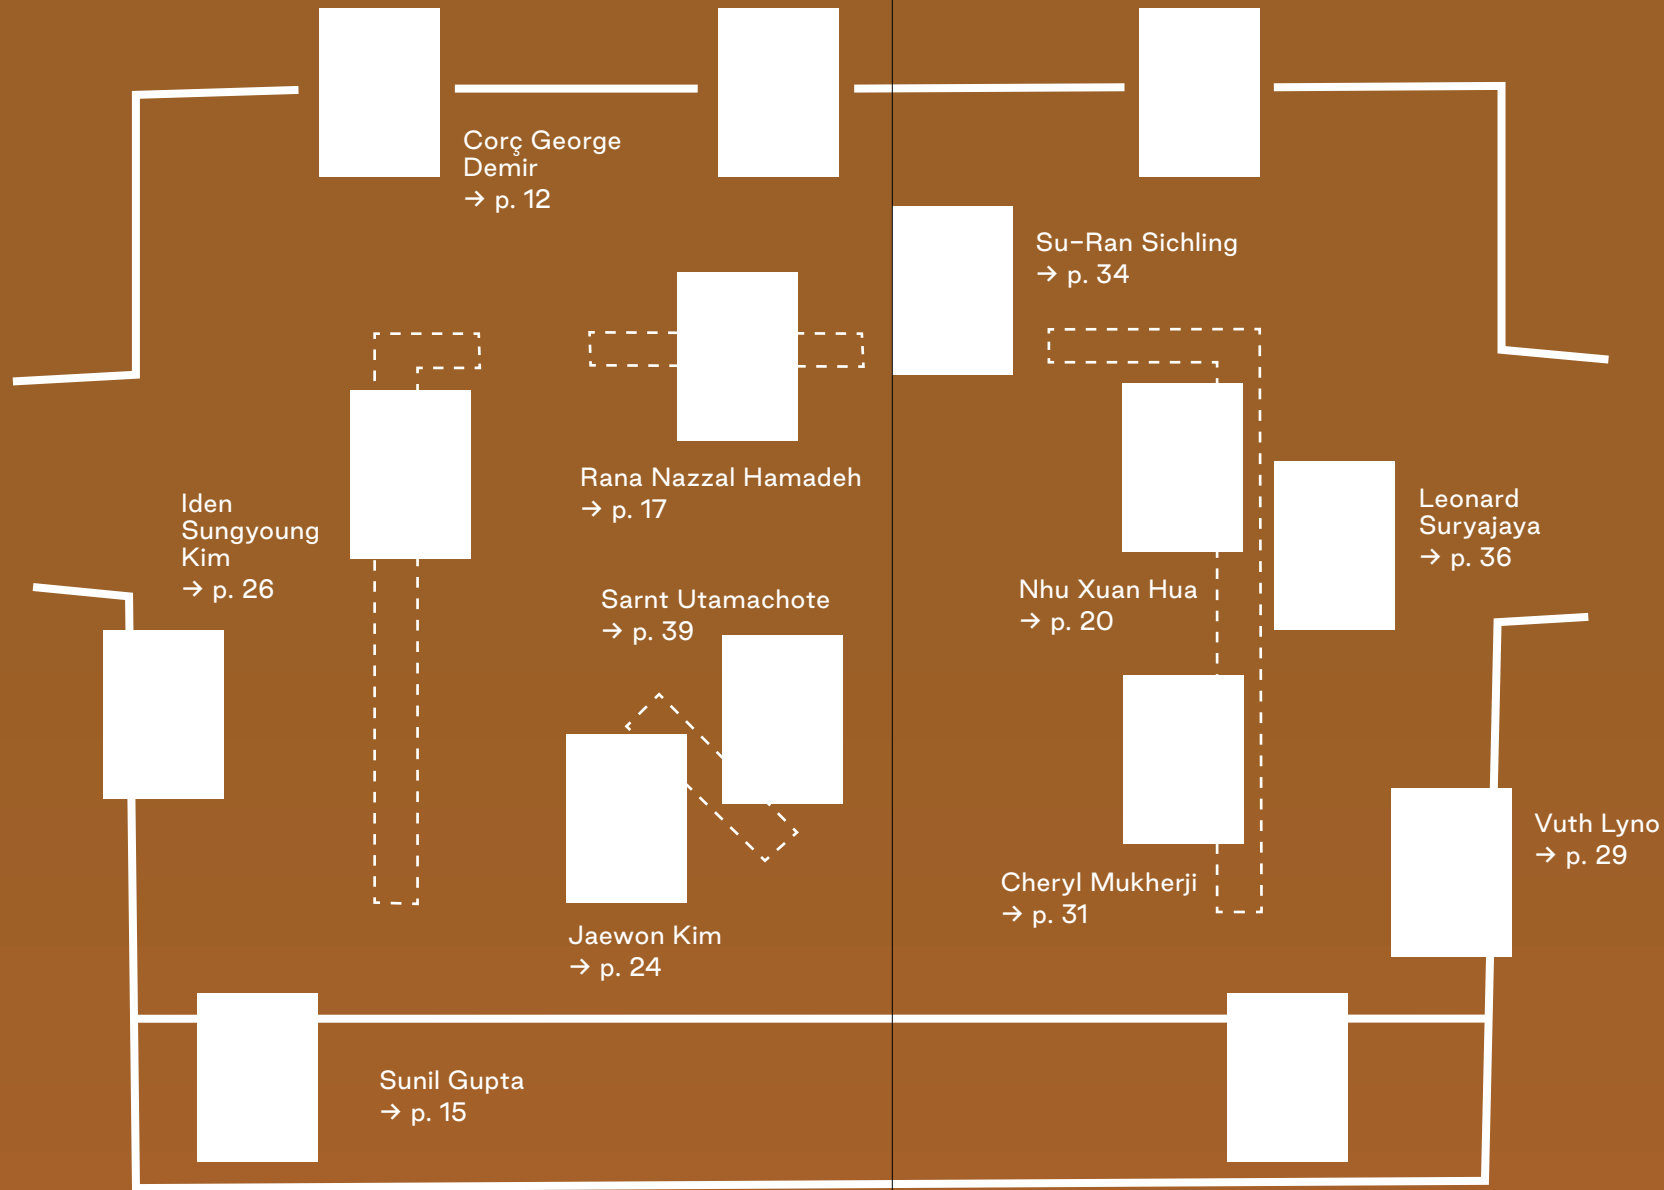 Corç George
Demir
→ p. 12
Su-Ran Sichling
→ p. 34
Rana Nazzal Hamadeh
→ p. 17
Iden
Sungyoung
Kim
→ p. 26
Leonard
Suryajaya
→ p. 36
Nhu Xuan Hua
→ p. 20
Sarnt Utamachote
→ p. 39
Vuth Lyno
→ p. 29
Cheryl Mukherji
→ p. 31
Jaewon Kim
→ p. 24
Sunil Gupta
→ p. 15